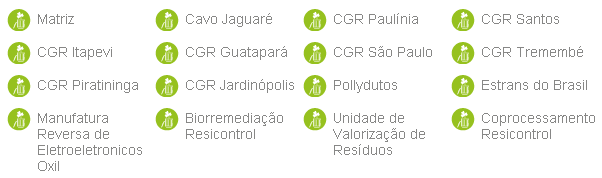 Matriz
Cavo Jaguaré
CGR Paulínia
CGR Santos
CGR Itapevi
CGR Guatapará
CGR São Paulo
CGR Tremembé
CGR Piratininga
CGR Jardinópolis
Pollydutos
Estrans do Brasil
Manufatura
Reversa de
Eletroeletronicos
Oxil
Biorremediação
Resicontrol
Unidade de
Valorização de
Resíduos
Coprocessamento
Resicontrol